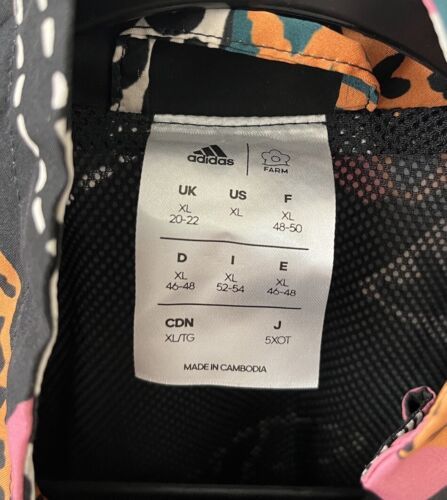 adidas FARM
UK US F
XL XL XL
20-22 48-50
D I E
XL XL XL
46-48 52-54 46-48
CDN J
XL/TG 5XOT
MADE IN CAMBODIA